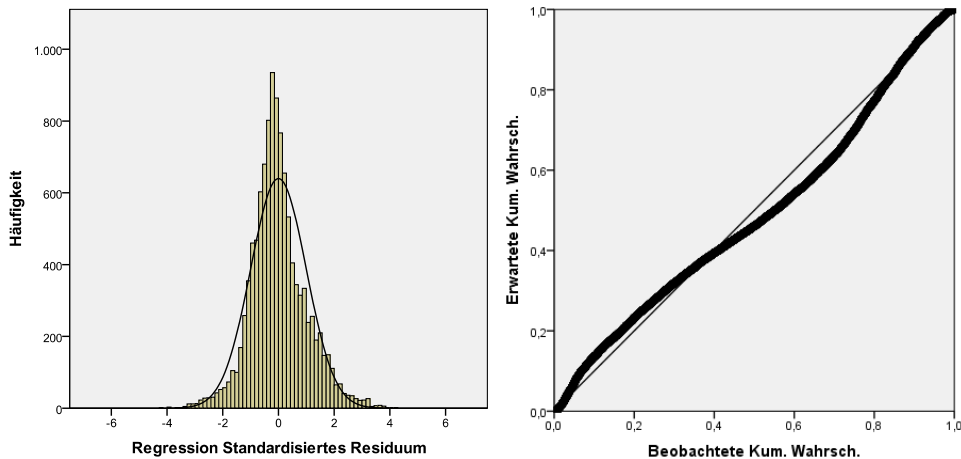 Häufigkeit
1.000
800
600
400
200
0
-6 -4 -2 0 2 4 6
Regression Standardisiertes Residuum
Erwartete Kum. Wahrsch.
1,0
0,8
0,6
0,4
0,2
0,0
0,0 0,2 0,4 0,6 0,8 1,0
Beobachtete Kum. Wahrsch.